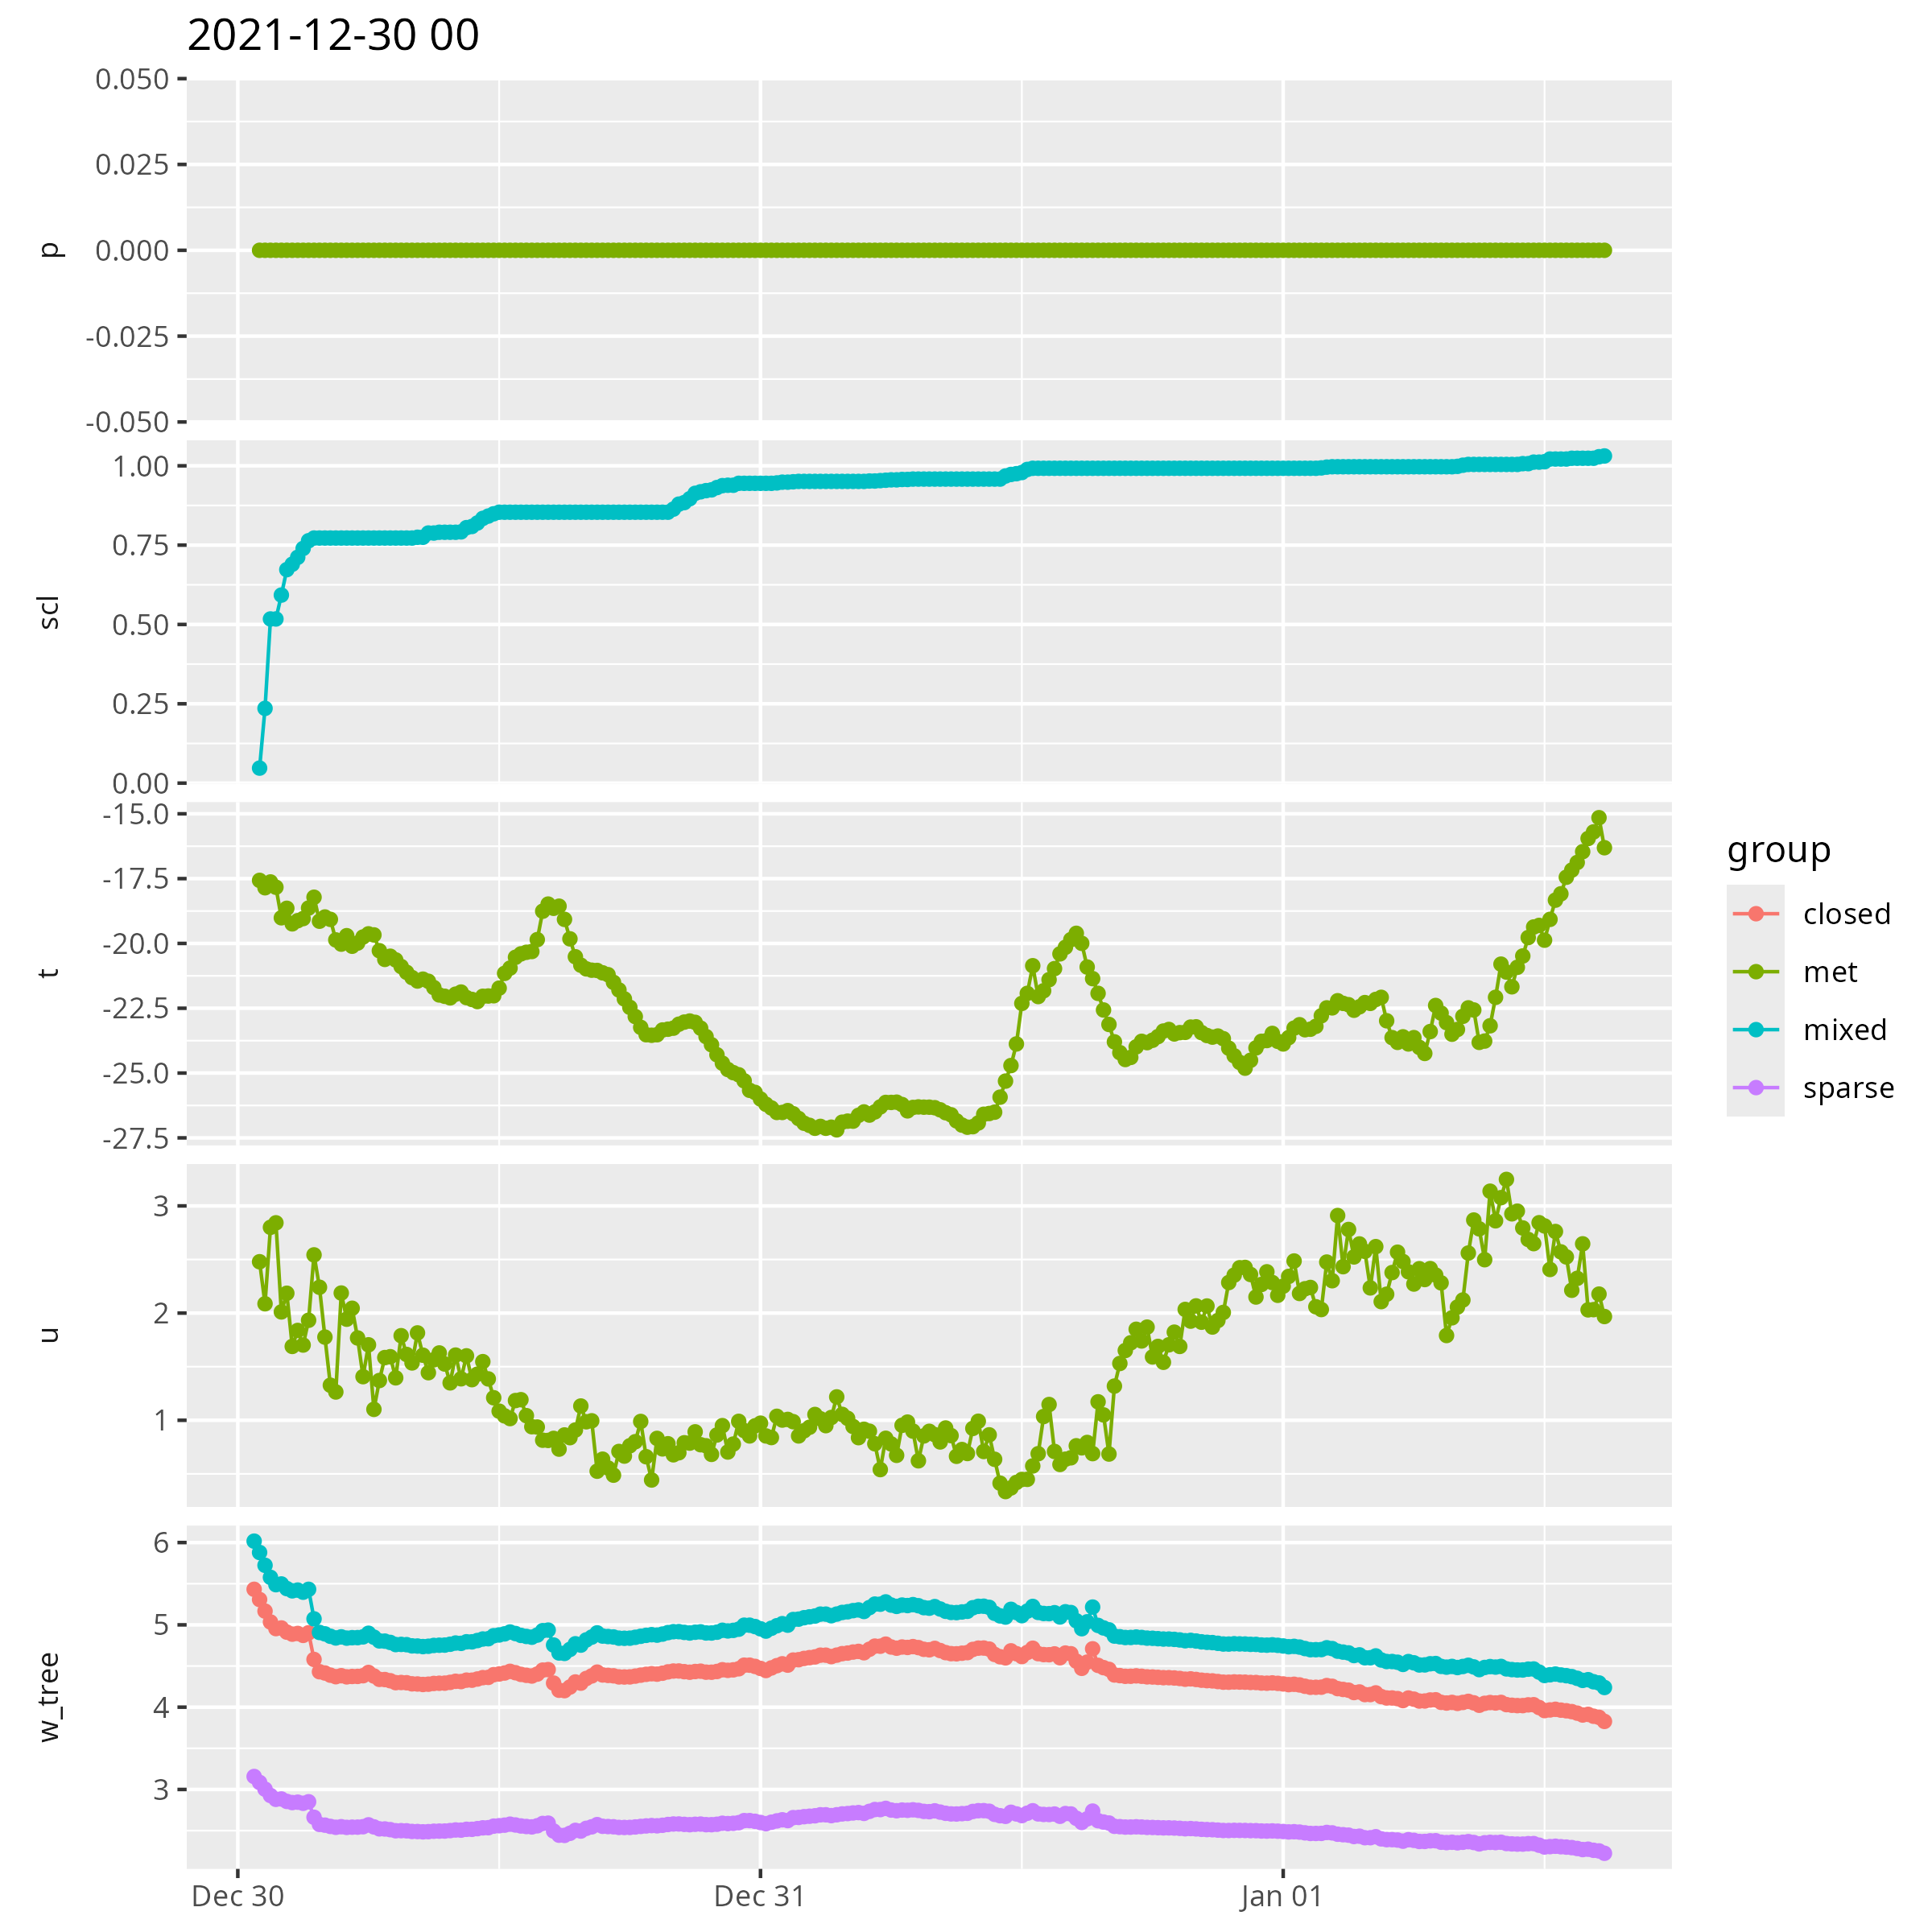 2021-12-30 00
0.050
0.025
0.000
-0.025
-0.050
p
1.00
0.75
0.50
0.25
0.00
scl
-15.0
-17.5
-20.0
-22.5
-25.0
-27.5
t
3
2
1
u
6
5
4
3
w_tree
Dec 30
Dec 31
Jan 01
group
closed
met
mixed
sparse